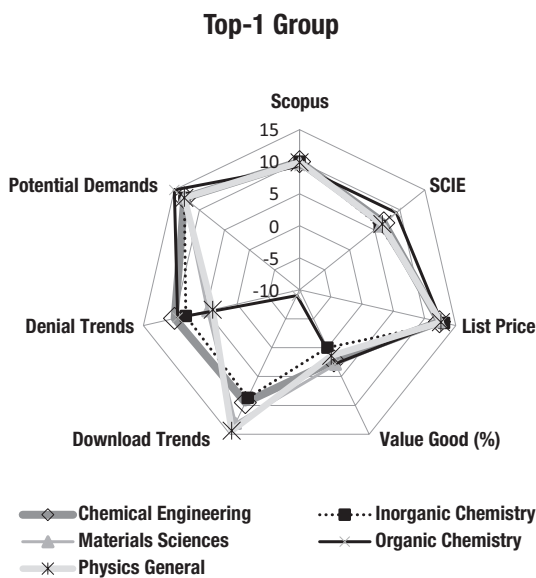 Top-1 Group
Scopus
15
10
5
0
-5
-10
SCIE
Potential Demands
List Price
Denial Trends
Value Good (%)
Download Trends
Chemical Engineering
Inorganic Chemistry
Materials Sciences
Organic Chemistry
Physics General